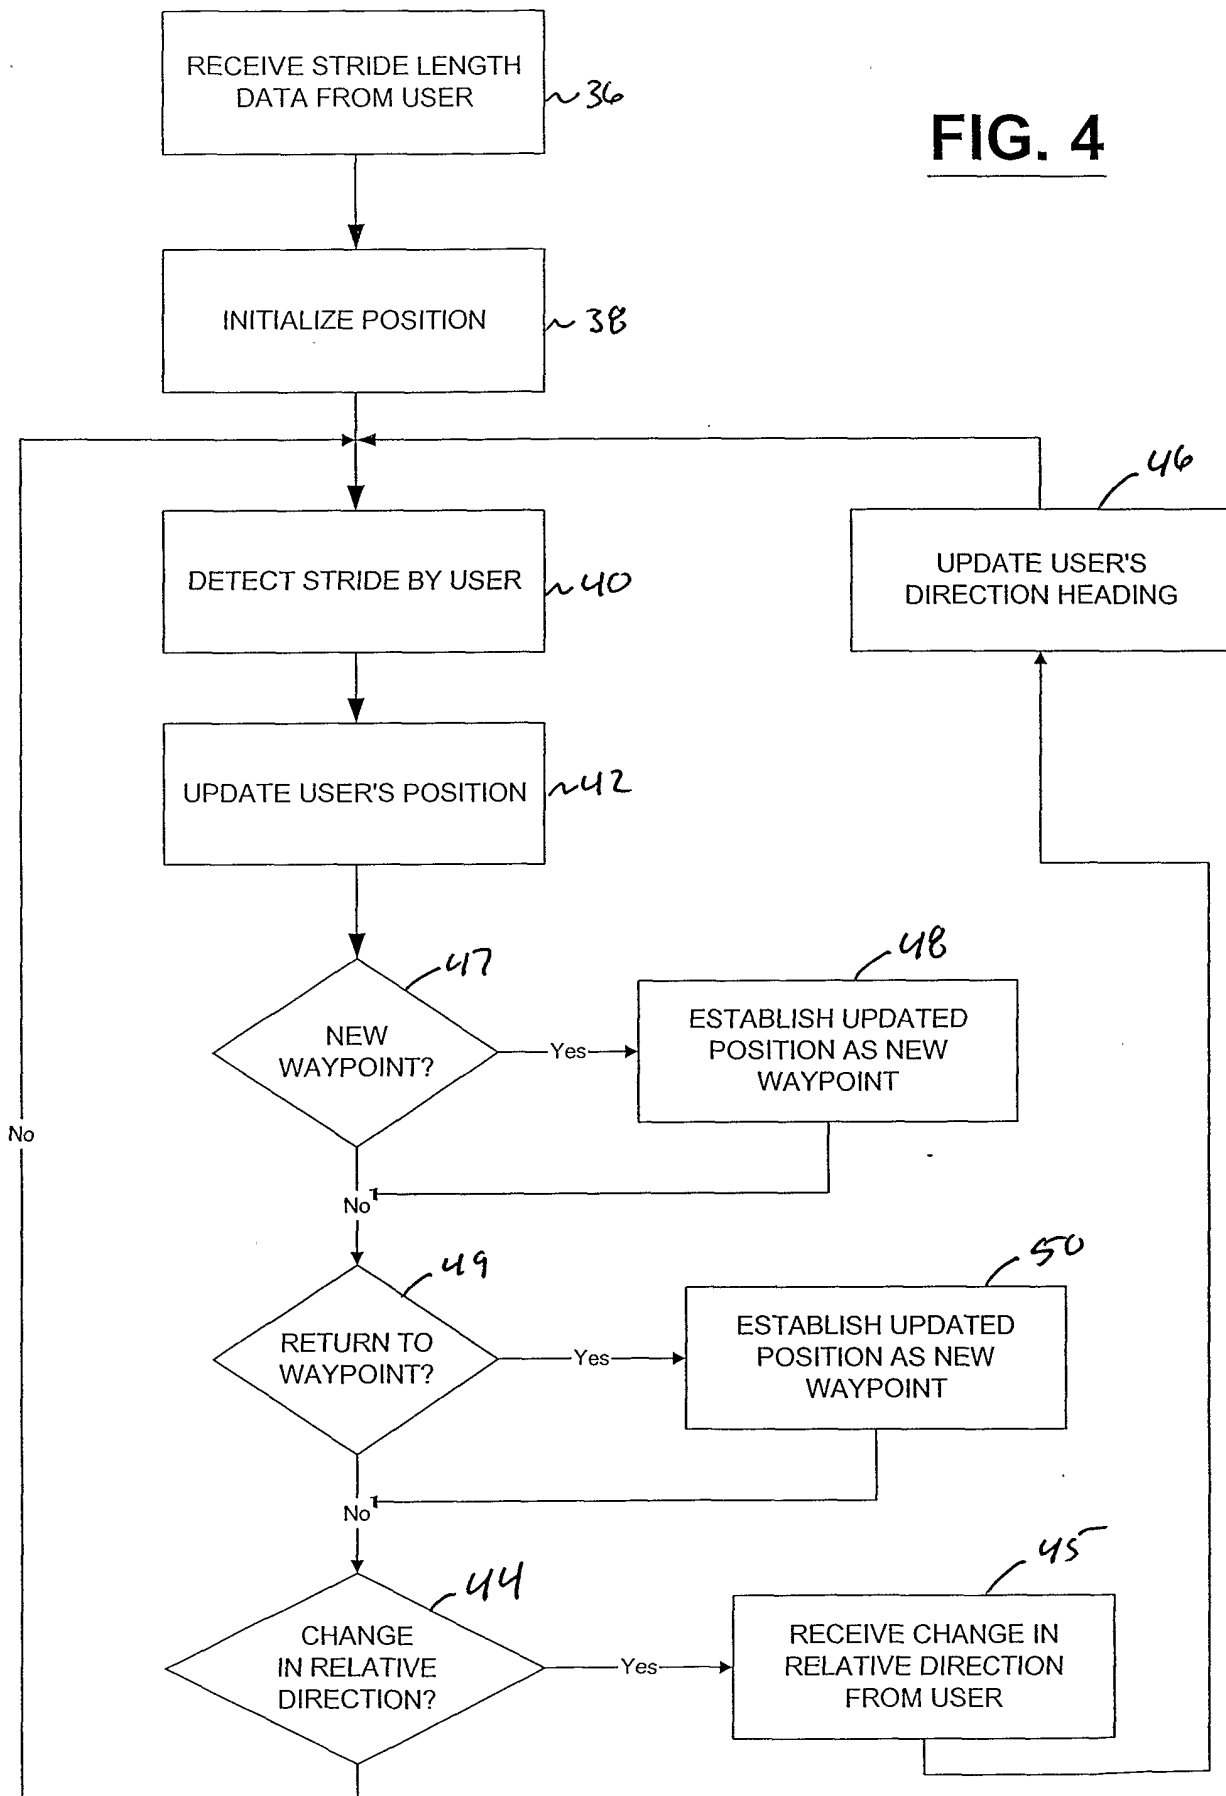 RECEIVE STRIDE LENGTH
DATA FROM USER
36
FIG. 4
INITIALIZE POSITION
38
46
DETECT STRIDE BY USER
40
UPDATE USER'S
DIRECTION HEADING
UPDATE USER'S POSITION
42
47
NEW
WAYPOINT?
Yes
48
ESTABLISH UPDATED
POSITION AS NEW
WAYPOINT
No
No
49
RETURN TO
WAYPOINT?
Yes
50
ESTABLISH UPDATED
POSITION AS NEW
WAYPOINT
No
44
CHANGE
IN RELATIVE
DIRECTION?
Yes
45
RECEIVE CHANGE IN
RELATIVE DIRECTION
FROM USER